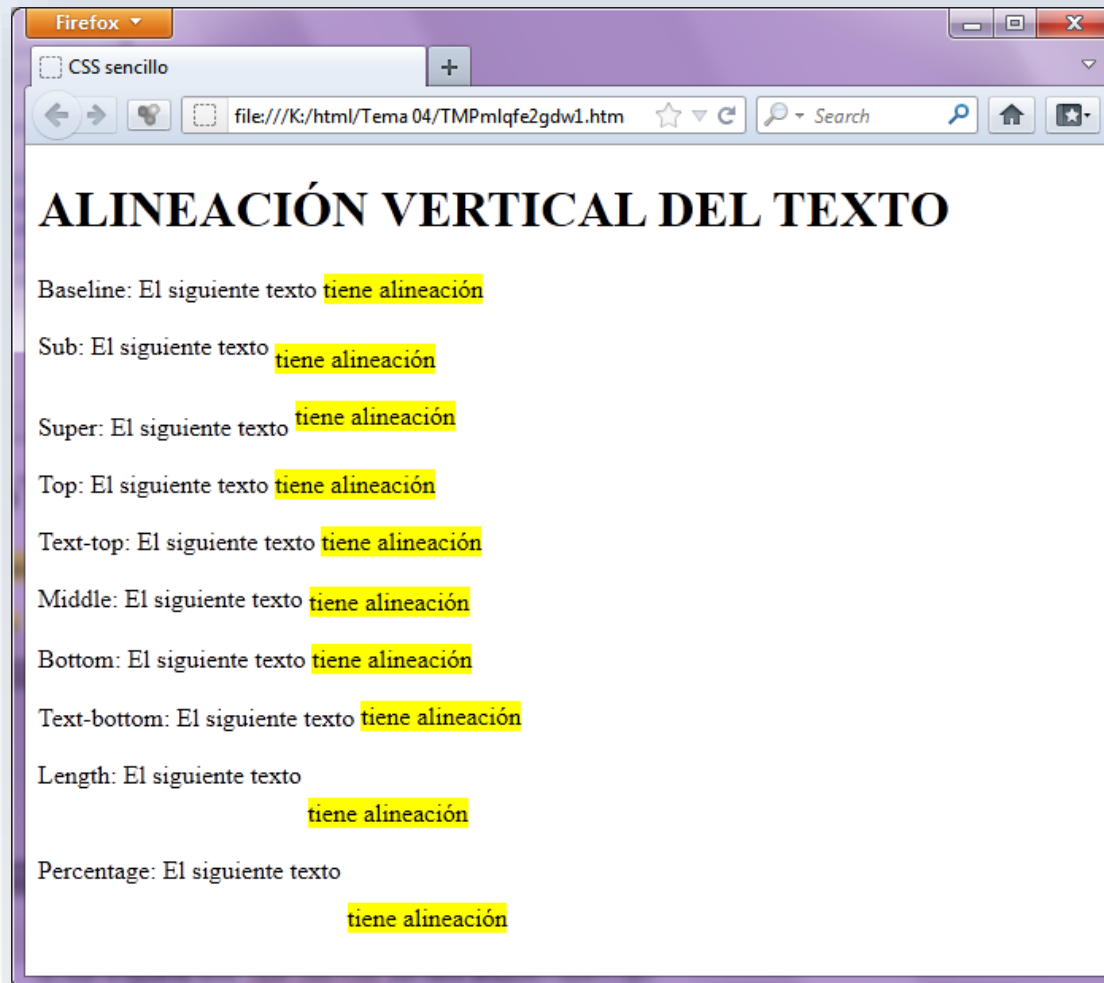 Firefox
CSS sencillo
file:///K:/html/Tema 04/TMPmlqfe2gdw1.htm
Search
ALINEACIÓN VERTICAL DEL TEXTO
Baseline: El siguiente texto tiene alineación
Sub: El siguiente texto tiene alineación
Super: El siguiente texto tiene alineación
Top: El siguiente texto tiene alineación
Text-top: El siguiente texto tiene alineación
Middle: El siguiente texto tiene alineación
Bottom: El siguiente texto tiene alineación
Text-bottom: El siguiente texto tiene alineación
Length: El siguiente texto
tiene alineación
Percentage: El siguiente texto
tiene alineación